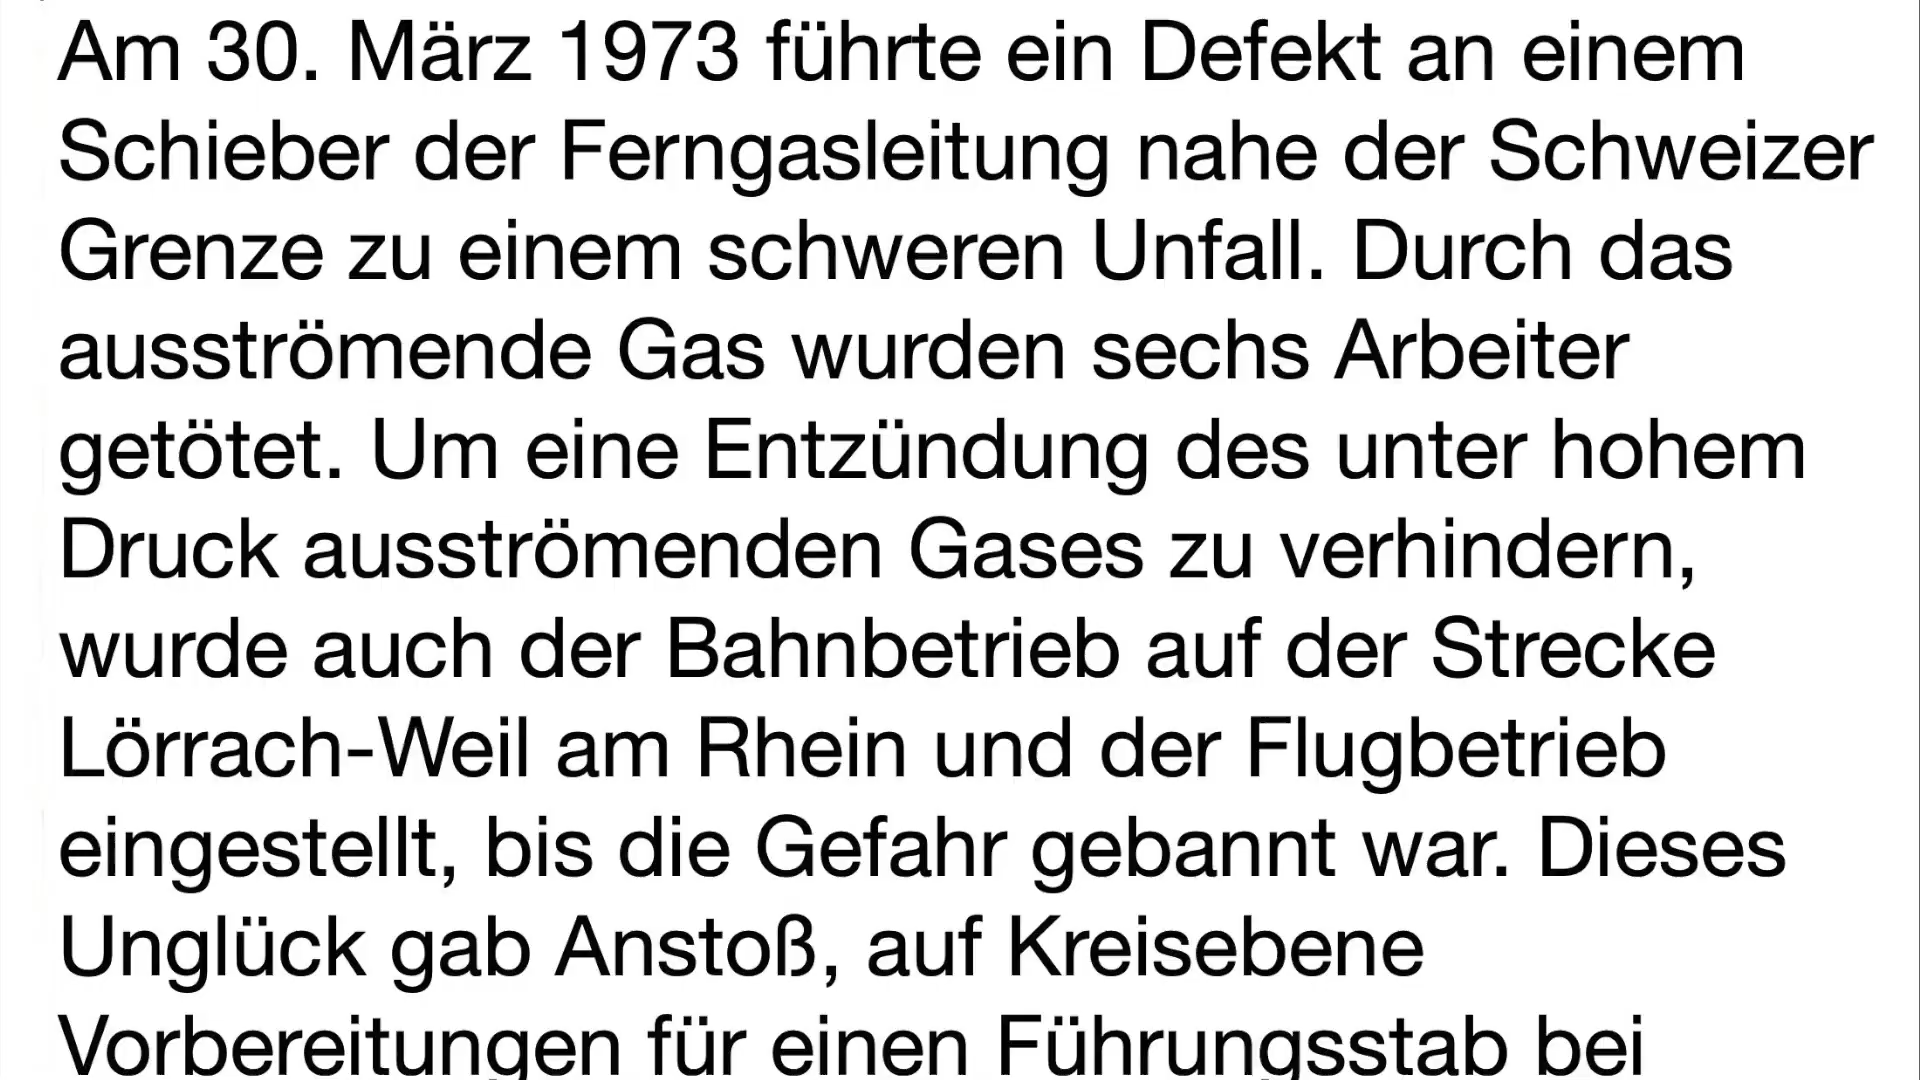 Am 30. März 1973 führte ein Defekt an einem
Schieber der Ferngasleitung nahe der Schweizer
Grenze zu einem schweren Unfall. Durch das
ausströmende Gas wurden sechs Arbeiter
getötet. Um eine Entzündung des unter hohem
Druck ausströmenden Gases zu verhindern,
wurde auch der Bahnbetrieb auf der Strecke
Lörrach-Weil am Rhein und der Flugbetrieb
eingestellt, bis die Gefahr gebannt war. Dieses
Unglück gab Anstoß, auf Kreisebene
Vorbereitungen für einen Führungsstab bei